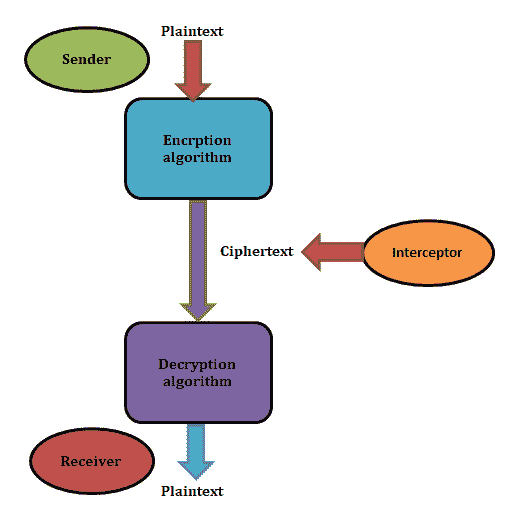 Plaintext
Sender
Encrption
algorithm
Ciphertext
Interceptor
Decryption
algorithm
Receiver
Plaintext